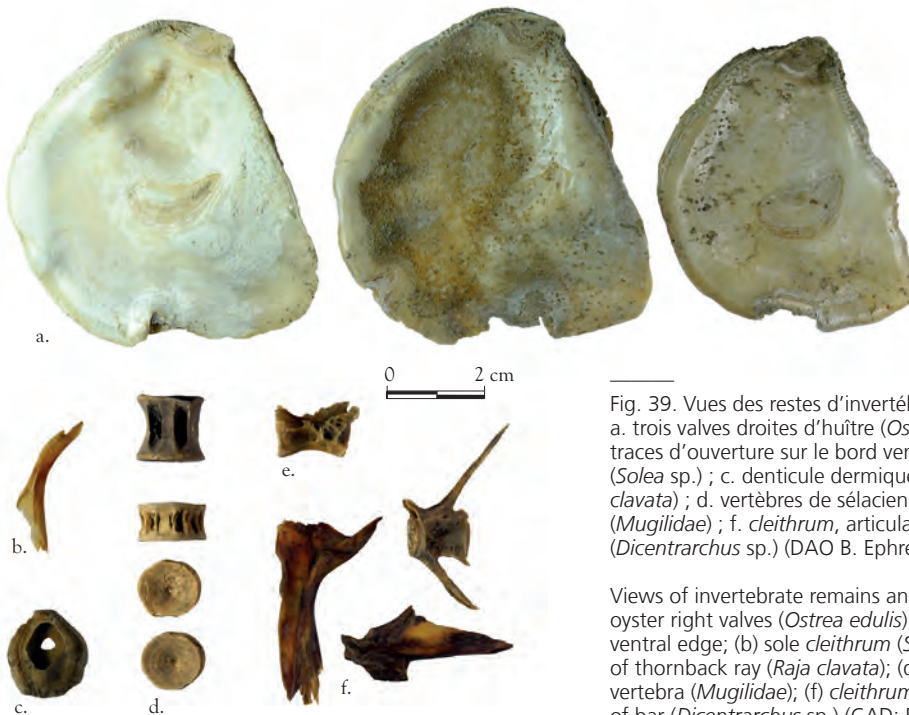 a.
0 2 cm
b.
c.
d.
e.
f.
Fig. 39. Vues des restes d’invertéb
a. trois valves droites d’huître (Os
traces d’ouverture sur le bord ven
(Solea sp.) ; c. denticule dermique
clavata) ; d. vertèbres de sélacien
(Mugilidae) ; f. cleithrum, articula
(Dicentrarchus sp.) (DAO B. Ephre
Views of invertebrate remains an
oyster right valves (Ostrea edulis)
ventral edge; (b) sole cleithrum (S
of thornback ray (Raja clavata); (d
vertebra (Mugilidae); (f) cleithrum
of bar (Dicentrarchus sp.) (CAD: